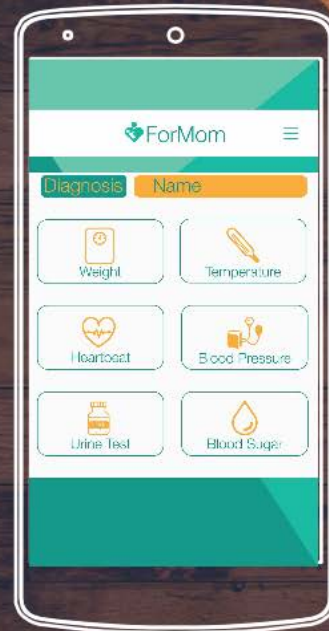 ForMom
Diagnosis Name
Weight Temperature
Heartbeat Blood Pressure
Urine Test Blood Sugar